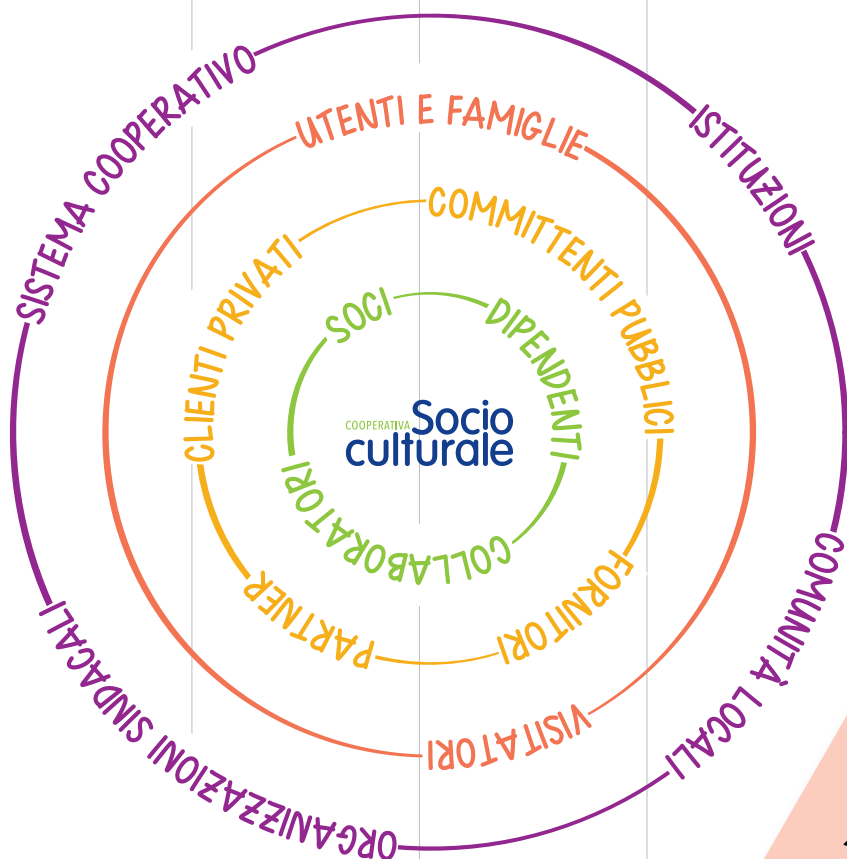 SISTEMA COOPERATIVO
ISTITUZIONI
COMUNITÀ LOCALI
ORGANIZZAZIONI SINDACALI
UTENTI E FAMIGLIE
VISITATORI
COMMITTENTI PUBBLICI
FORNITORI
PARTNER
CLIENTI PRIVATI
SOCI
DIPENDENTI
COLLABORATORI
COOPERATIVA Socio
culturale